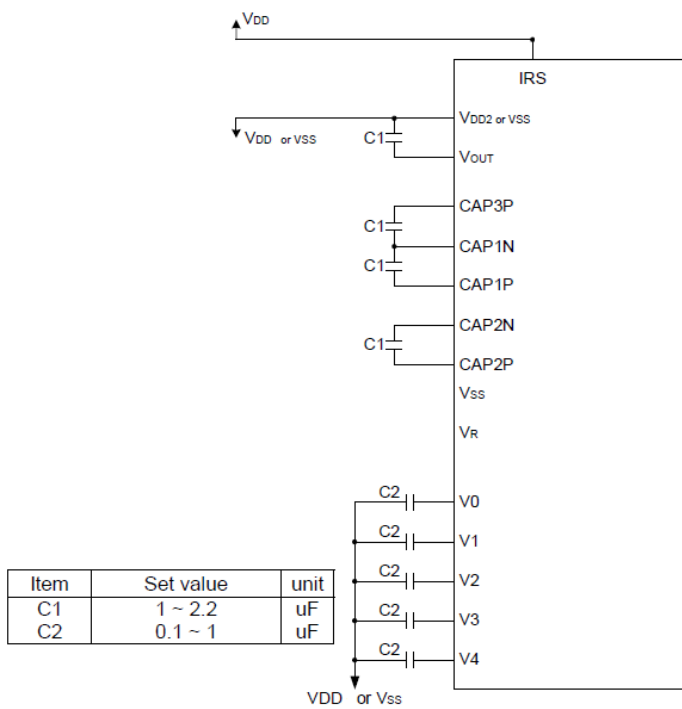 VDD
IRS
VDD or VSS
C1
VDD2 or VSS
VOUT
C1
CAP3P
CAP1N
C1
CAP1P
C1
CAP2N
CAP2P
VSS
VR
C2 V0
C2 V1
C2 V2
C2 V3
C2 V4
Item Set value unit
C1 1 ~ 2.2 uF
C2 0.1 ~ 1 uF
VDD or VSS